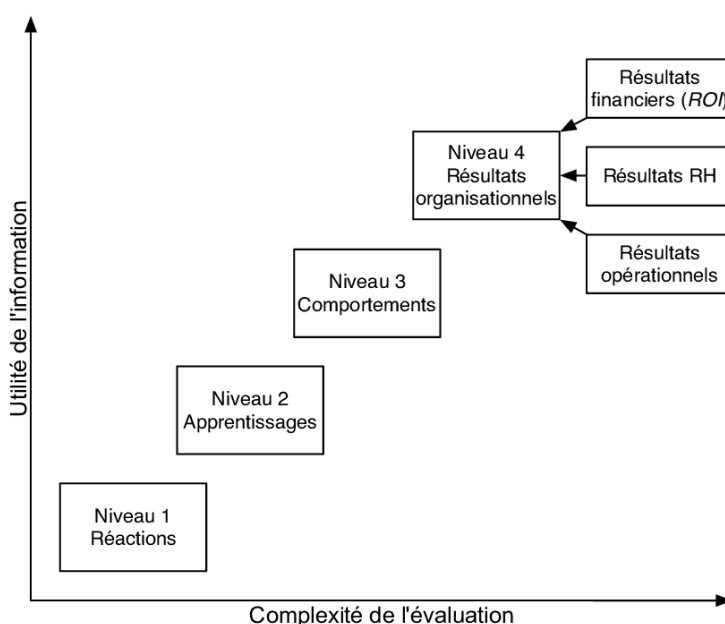 Résultats
financiers (ROI)
Niveau 4
Résultats
organisationnels
Résultats RH
Résultats
opérationnels
Niveau 3
Comportements
Utilité de l'information
Niveau 2
Apprentissages
Niveau 1
Réactions
Complexité de l'évaluation